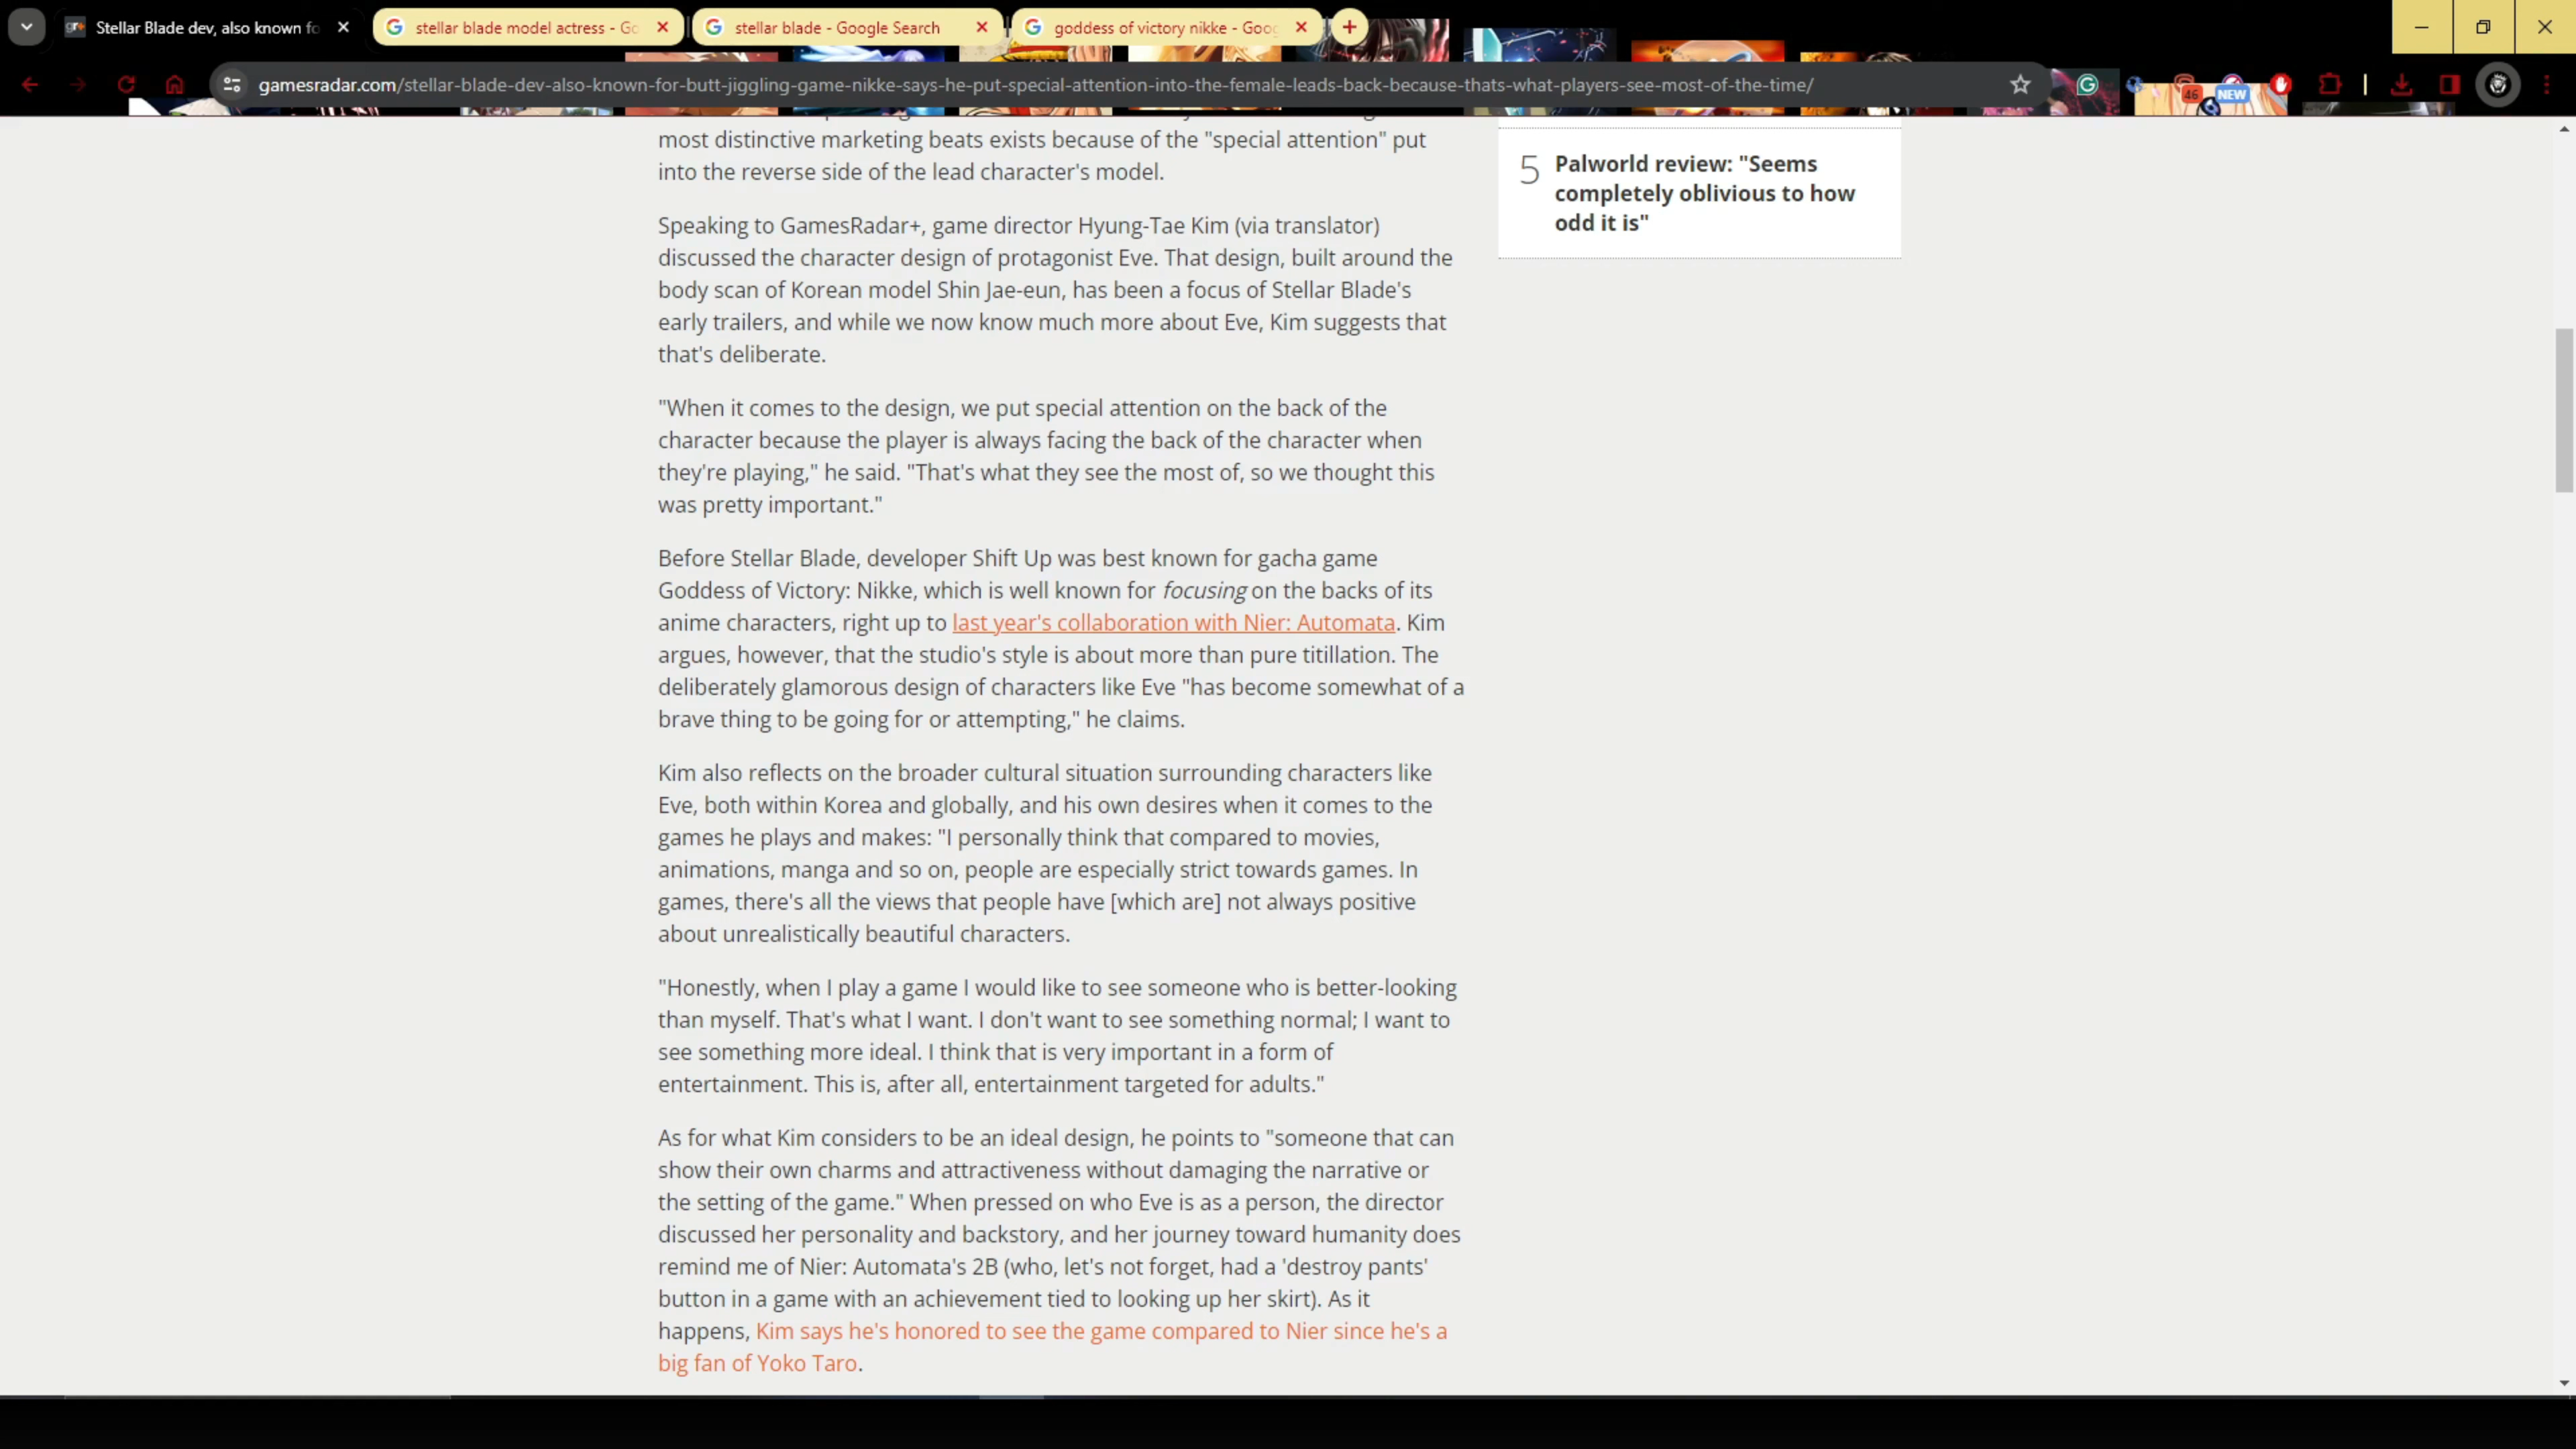 Stellar Blade dev, also known fo
stellar blade model actress - Go
stellar blade - Google Search
goddess of victory nikke - Goog
gamesradar.com/stellar-blade-dev-also-known-for-butt-jiggling-game-nikke-says-he-put-special-attention-into-the-female-leads-back-because-thats-what-players-see-most-of-the-time/
46
NEW
most distinctive marketing beats exists because of the "special attention" put
into the reverse side of the lead character's model.
Speaking to GamesRadar+, game director Hyung-Tae Kim (via translator)
discussed the character design of protagonist Eve. That design, built around the
body scan of Korean model Shin Jae-eun, has been a focus of Stellar Blade's
early trailers, and while we now know much more about Eve, Kim suggests that
that's deliberate.
"When it comes to the design, we put special attention on the back of the
character because the player is always facing the back of the character when
they're playing," he said. "That's what they see the most of, so we thought this
was pretty important."
Before Stellar Blade, developer Shift Up was best known for gacha game
Goddess of Victory: Nikke, which is well known for focusing on the backs of its
anime characters, right up to last year's collaboration with Nier: Automata. Kim
argues, however, that the studio's style is about more than pure titillation. The
deliberately glamorous design of characters like Eve "has become somewhat of a
brave thing to be going for or attempting," he claims.
Kim also reflects on the broader cultural situation surrounding characters like
Eve, both within Korea and globally, and his own desires when it comes to the
games he plays and makes: "I personally think that compared to movies,
animations, manga and so on, people are especially strict towards games. In
games, there's all the views that people have [which are] not always positive
about unrealistically beautiful characters.
"Honestly, when I play a game I would like to see someone who is better-looking
than myself. That's what I want. I don't want to see something normal; I want to
see something more ideal. I think that is very important in a form of
entertainment. This is, after all, entertainment targeted for adults."
As for what Kim considers to be an ideal design, he points to "someone that can
show their own charms and attractiveness without damaging the narrative or
the setting of the game." When pressed on who Eve is as a person, the director
discussed her personality and backstory, and her journey toward humanity does
remind me of Nier: Automata's 2B (who, let's not forget, had a 'destroy pants'
button in a game with an achievement tied to looking up her skirt). As it
happens, Kim says he's honored to see the game compared to Nier since he's a
big fan of Yoko Taro.
5
Palworld review: "Seems
completely oblivious to how
odd it is"